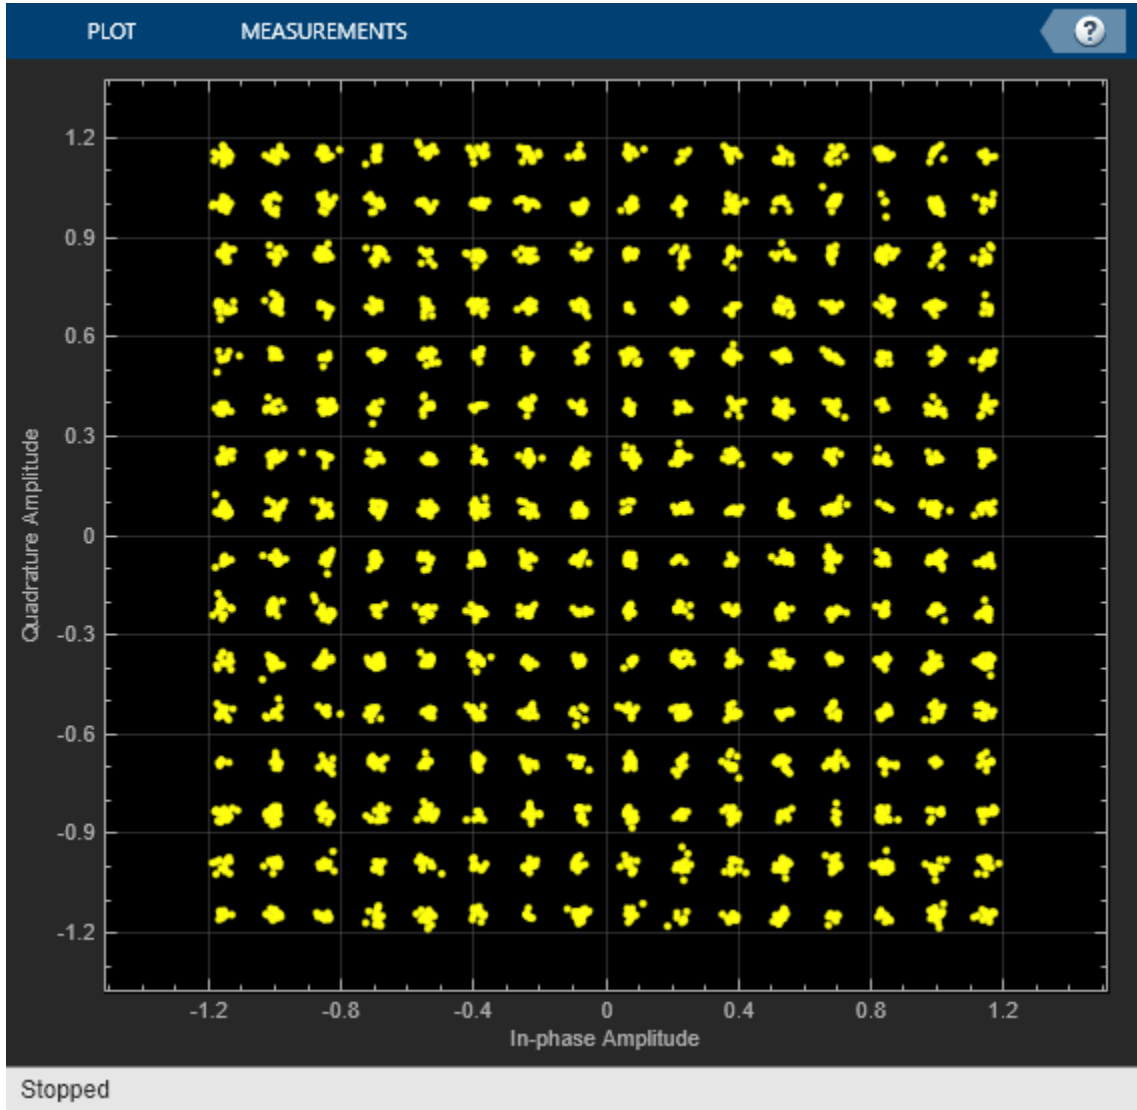 PLOT MEASUREMENTS ?
1.2
0.9
0.6
0.3
0
-0.3
-0.6
-0.9
-1.2
Quadrature Amplitude
-1.2 -0.8 -0.4 0 0.4 0.8 1.2
In-phase Amplitude
Stopped